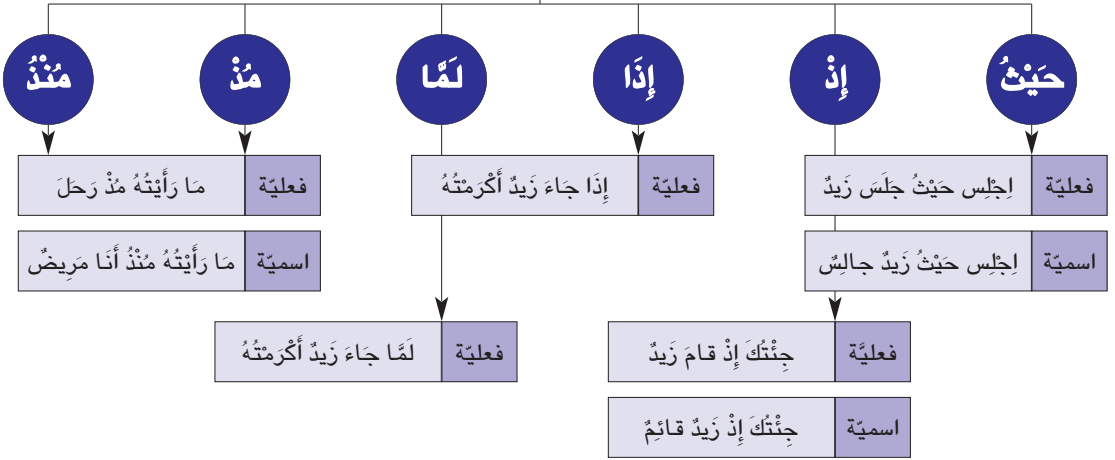 حَيْثُ
إِذْ
إِذَا
لَمَّا
مُذْ
مُنْذُ
فعليّة اِجْلِس حَيْثُ جَلَسَ زَيدٌ
اسميّة اِجْلِس حَيْثُ زَيدٌ جالِسٌ
فعليَّة جِئْتُكَ إِذْ قامَ زَيدٌ
اسميّة جِئْتُكَ إِذْ زَيدٌ قائِمٌ
فعليّة إِذَا جَاءَ زَيدٌ أَكْرَمْتُهُ
فعليّة لَمَّا جَاءَ زَيدٌ أَكْرَمْتُهُ
فعليّة مَا رَأَيْتُهُ مُذْ رَحَلَ
اسميّة مَا رَأَيْتُهُ مُنْذُ أَنَا مَرِيضٌ